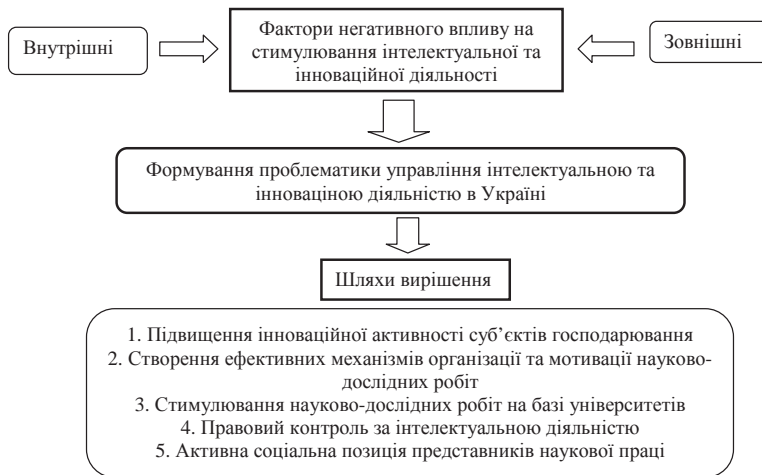 Внутрішні
Фактори негативного впливу на
стимулювання інтелектуальної та
інноваційної діяльності
Зовнішні
Формування проблематики управління інтелектуальною та
інноваціною діяльністю в Україні
Шляхи вирішення
1. Підвищення інноваційної активності суб’єктів господарювання
2. Створення ефективних механізмів організації та мотивації науково-
дослідних робіт
3. Стимулювання науково-дослідних робіт на базі університетів
4. Правовий контроль за інтелектуальною діяльністю
5. Активна соціальна позиція представників наукової праці